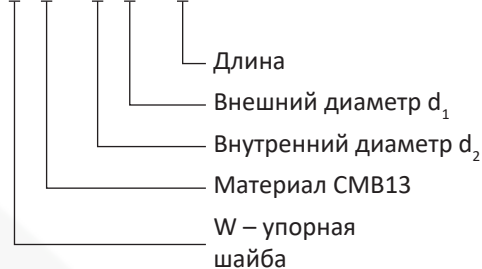 Длина
Внешний диаметр d₁
Внутренний диаметр d₂
Материал CMB13
W – упорная
шайба